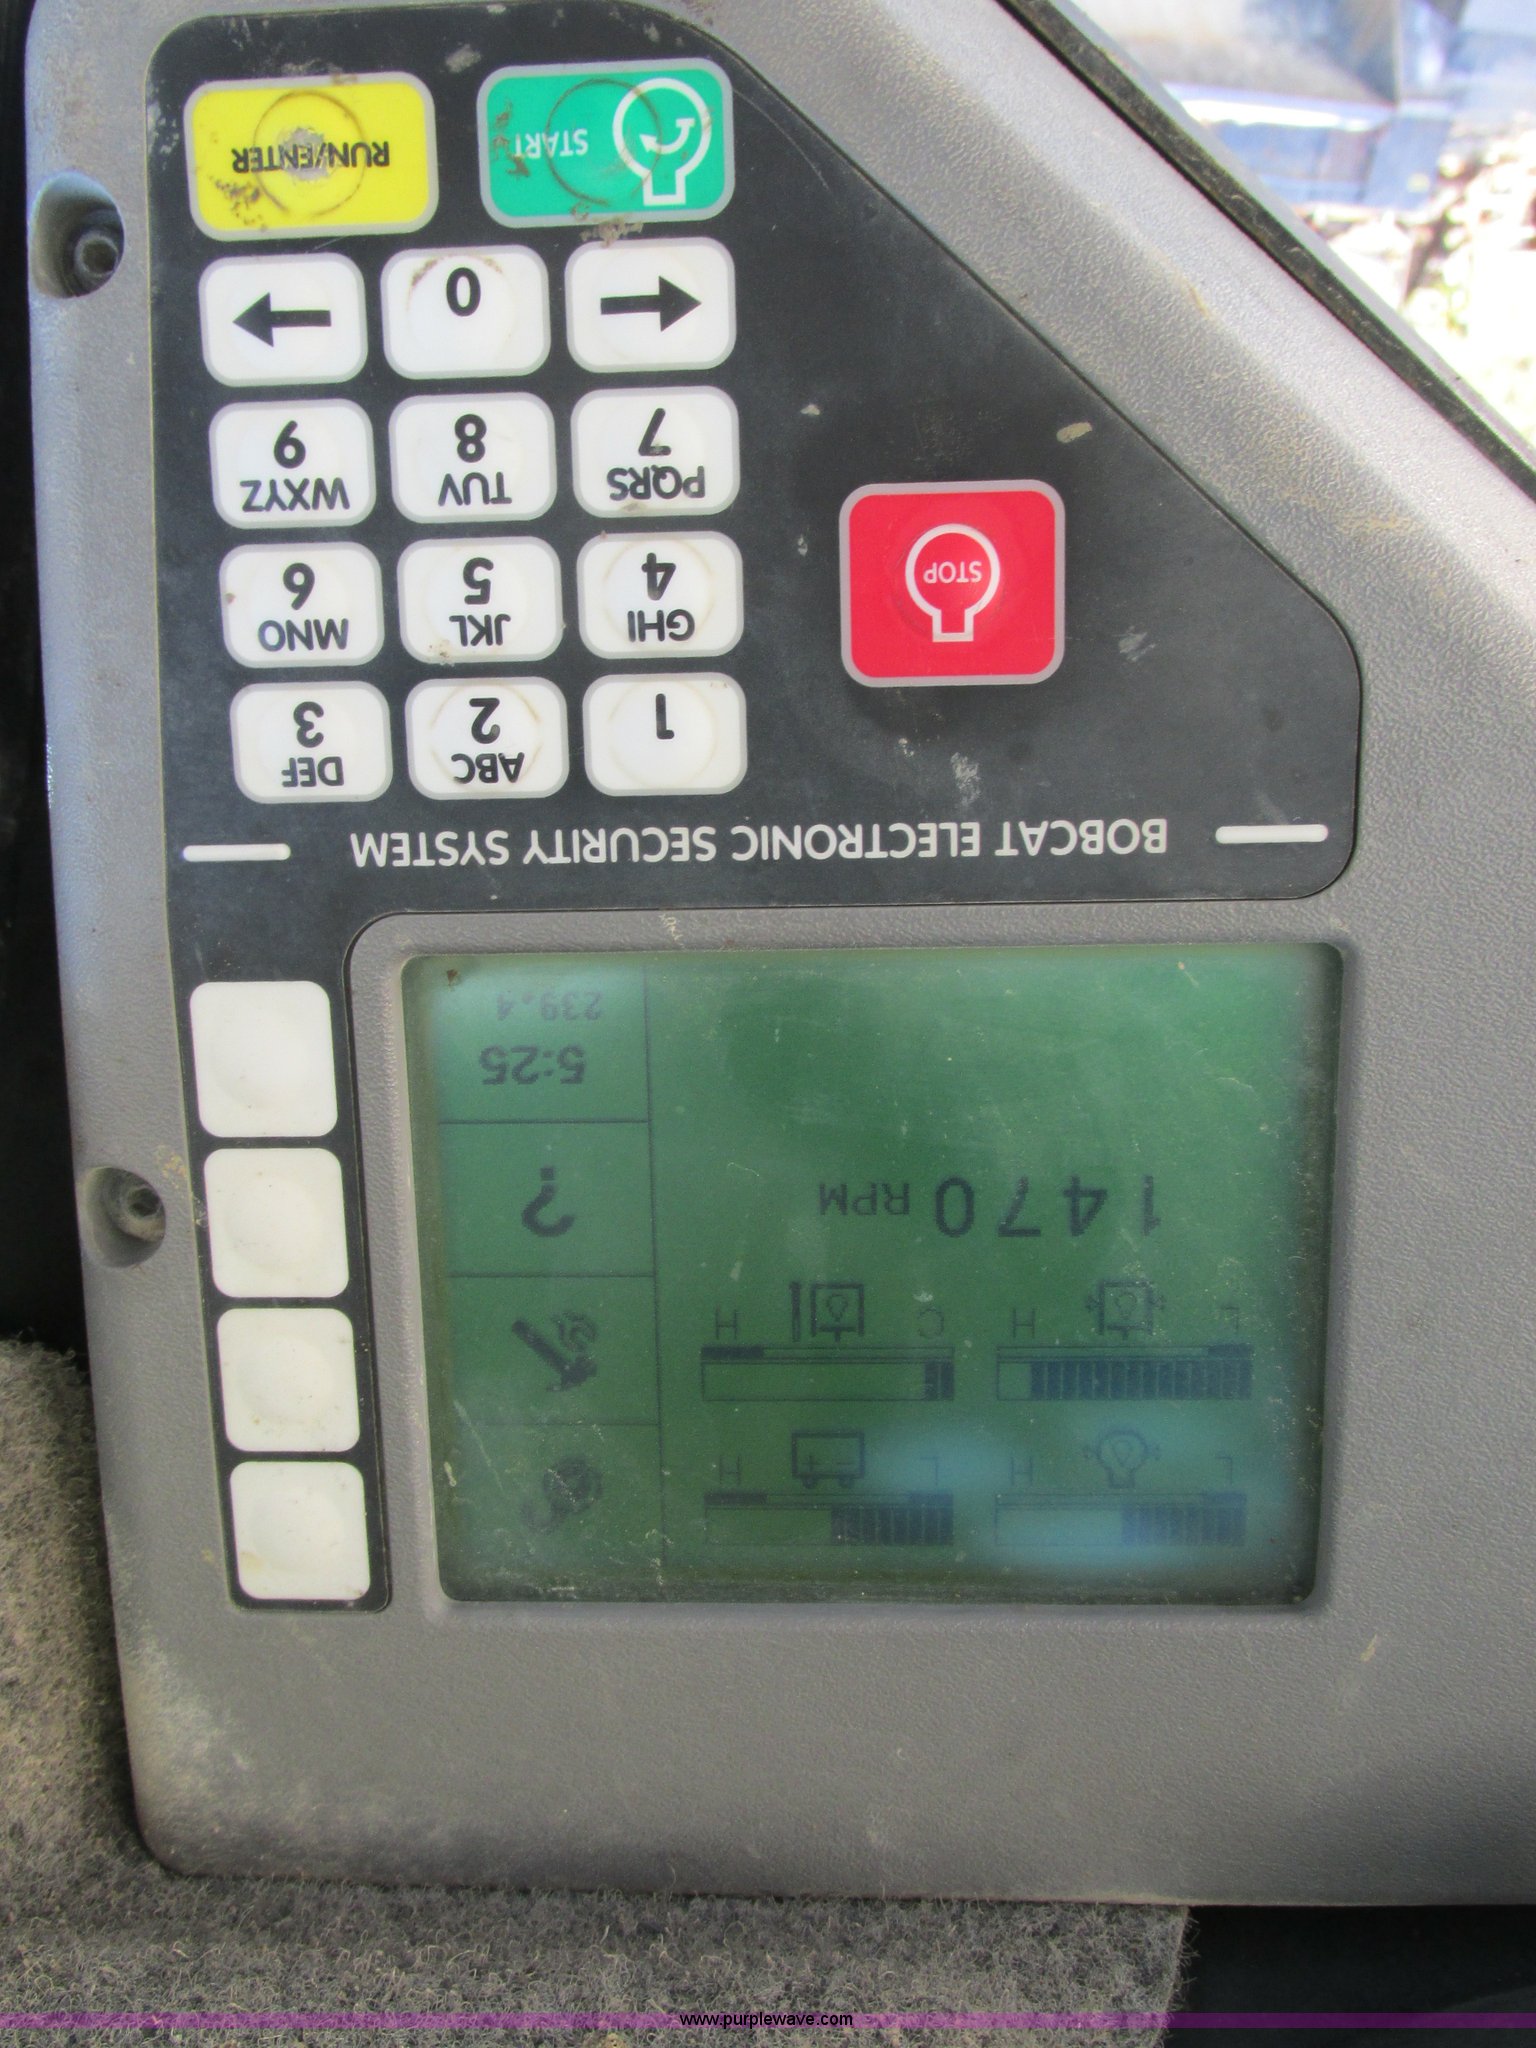 L H L H
L H C H
1470 RPM
?
5:25
239.4
BOBCAT ELECTRONIC SECURITY SYSTEM
ABC DEF
1 2 3
GHI JKL MNO
4 5 6
STOP
PQRS TUV WXYZ
7 8 9
0
START
RUN/ENTER
www.purplewave.com